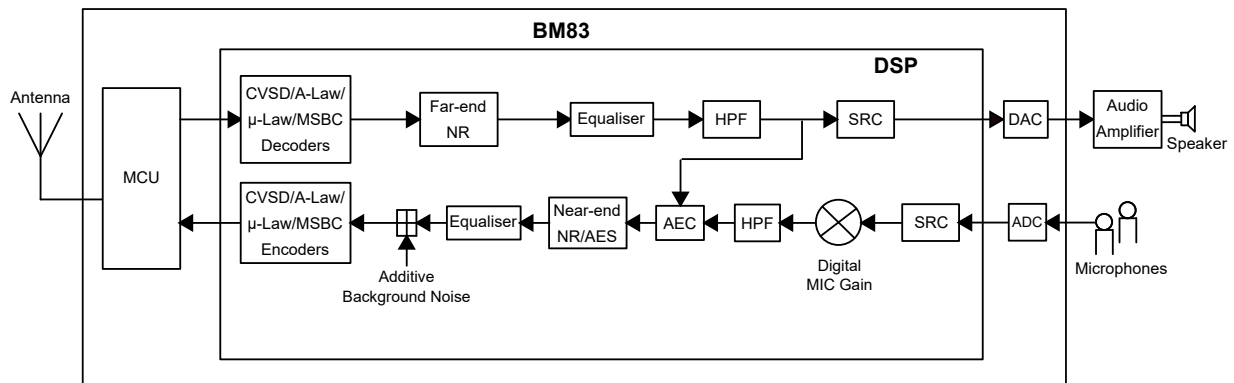 BM83
DSP
Antenna
MCU
CVSD/A-Law/
µ-Law/MSBC
Decoders
Far-end
NR
Equaliser
HPF
SRC
DAC
Audio
Amplifier
Speaker
CVSD/A-Law/
µ-Law/MSBC
Encoders
Equaliser
Near-end
NR/AES
AEC
HPF
SRC
ADC
Additive
Background Noise
Digital
MIC Gain
Microphones